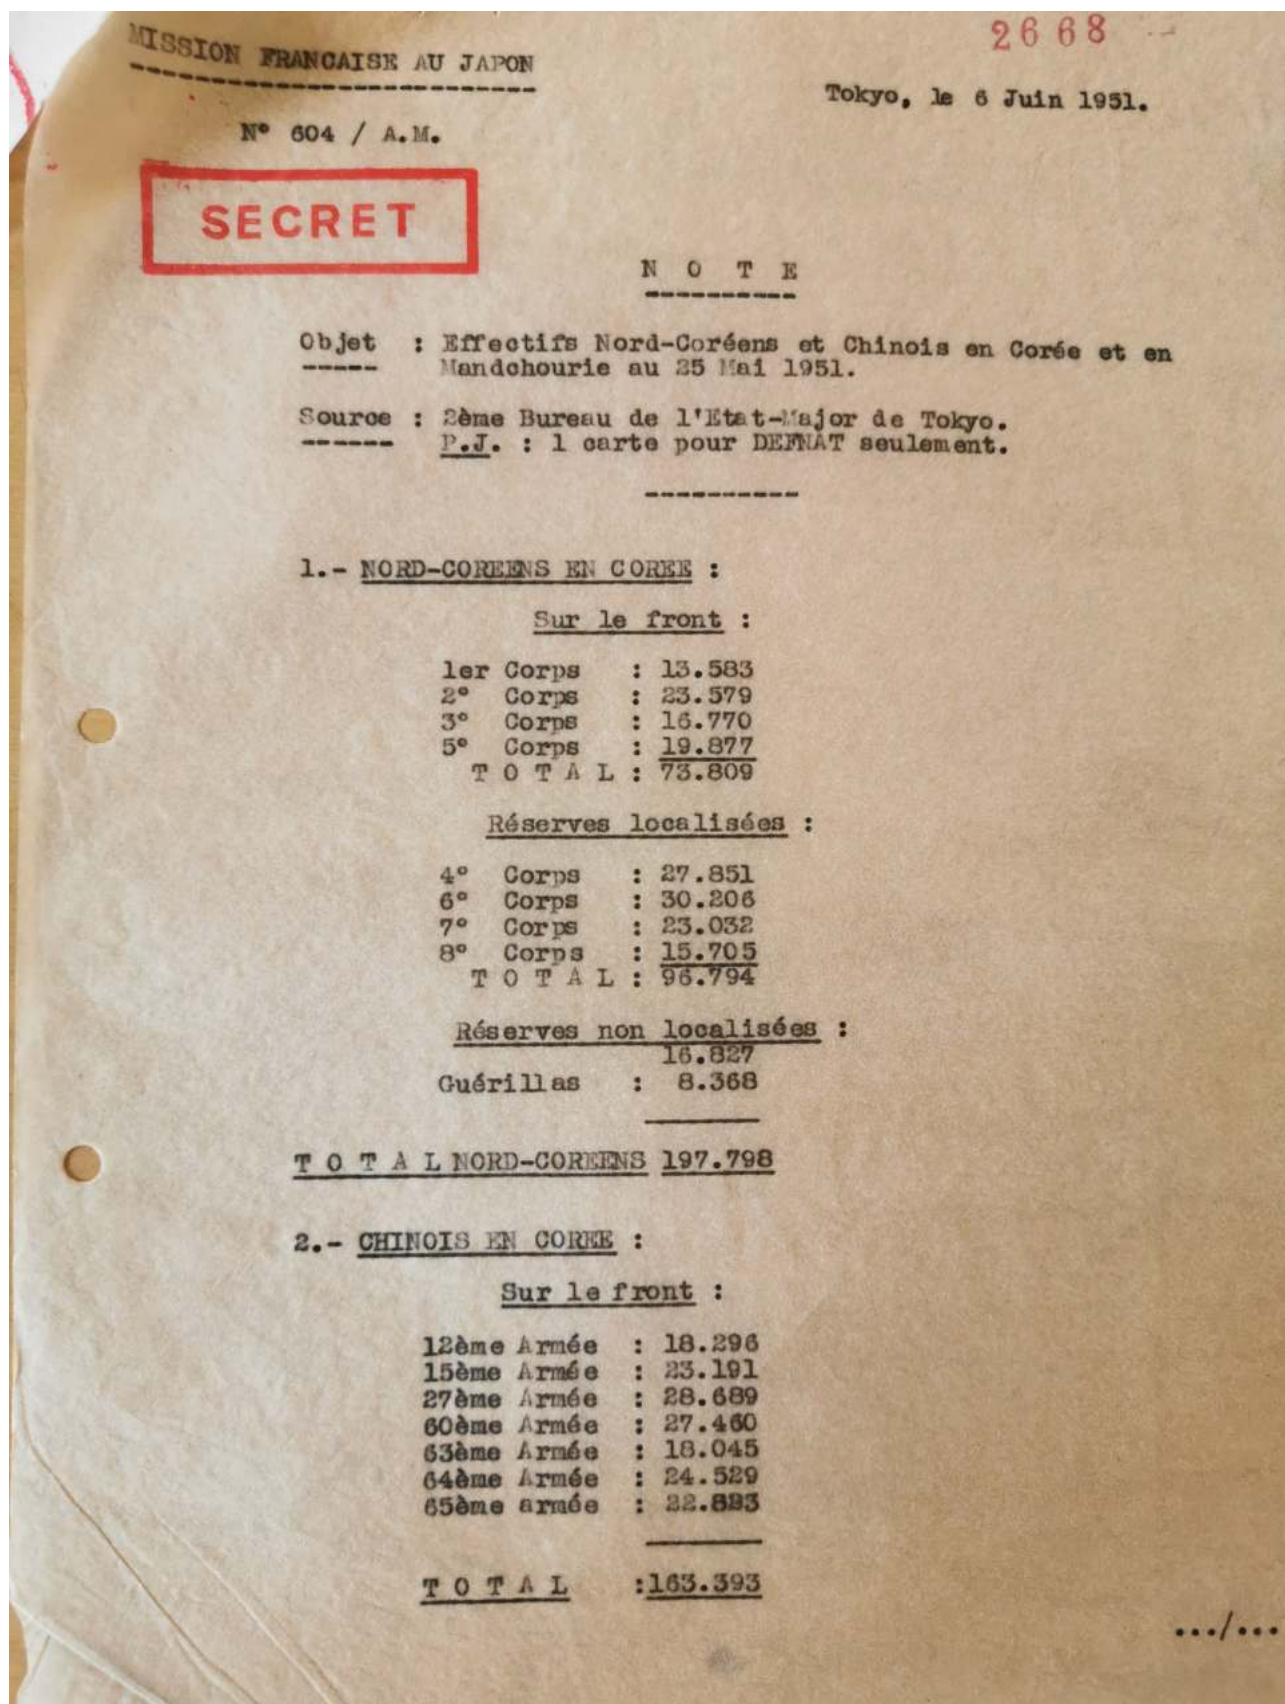 MISSION FRANCAISE AU JAPON
2668
Tokyo, le 6 Juin 1951.
N° 604 / A.M.
SECRET
N O T E
Objet : Effectifs Nord-Coréens et Chinois en Corée et en
Mandchourie au 25 Mai 1951.
Source : 2ème Bureau de l'Etat-Major de Tokyo.
P.J. : 1 carte pour DEFNAT seulement.
1.- NORD-COREENS EN COREE :
Sur le front :
1er Corps : 13.583
2° Corps : 23.579
3° Corps : 16.770
5° Corps : 19.877
T O T A L : 73.809
Réserves localisées :
4° Corps : 27.851
6° Corps : 30.206
7° Corps : 23.032
8° Corps : 15.705
T O T A L : 96.794
Réserves non localisées :
16.827
Guérillas : 8.368
T O T A L NORD-COREENS 197.798
2.- CHINOIS EN COREE :
Sur le front :
12ème Armée : 18.296
15ème Armée : 23.191
27ème Armée : 28.689
60ème Armée : 27.460
63ème Armée : 18.045
64ème Armée : 24.529
65ème armée :
T O T A L :163.393
.../...